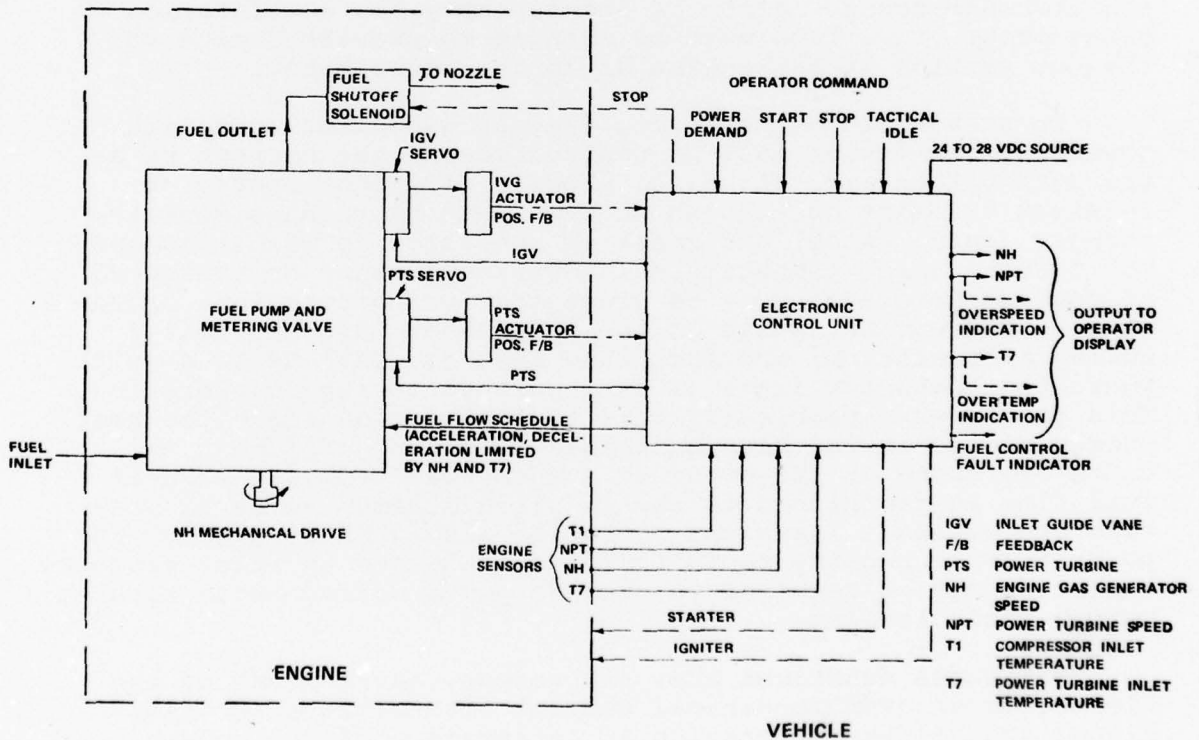 FUEL
SHUTOFF
SOLENOID
TO NOZZLE
FUEL OUTLET
IGV
SERVO
IVG
ACTUATOR
POS. F/B
IGV
PTS SERVO
FUEL PUMP AND
METERING VALVE
PTS
ACTUATOR
POS. F/B
PTS
FUEL FLOW SCHEDULE
(ACCELERATION, DECEL-
ERATION LIMITED
BY NH AND T7)
FUEL
INLET
NH MECHANICAL DRIVE
ENGINE
SENSORS
T1
NPT
NH
T7
STARTER
IGNITER
ENGINE
STOP
OPERATOR COMMAND
POWER
DEMAND
START
STOP
TACTICAL
IDLE
24 TO 28 VDC SOURCE
ELECTRONIC
CONTROL UNIT
NH
NPT
OVERSPEED
INDICATION
T7
OVER TEMP
INDICATION
OUTPUT TO
OPERATOR
DISPLAY
FUEL CONTROL
FAULT INDICATOR
IGV INLET GUIDE VANE
F/B FEEDBACK
PTS POWER TURBINE
NH ENGINE GAS GENERATOR
SPEED
NPT POWER TURBINE SPEED
T1 COMPRESSOR INLET
TEMPERATURE
T7 POWER TURBINE INLET
TEMPERATURE
VEHICLE